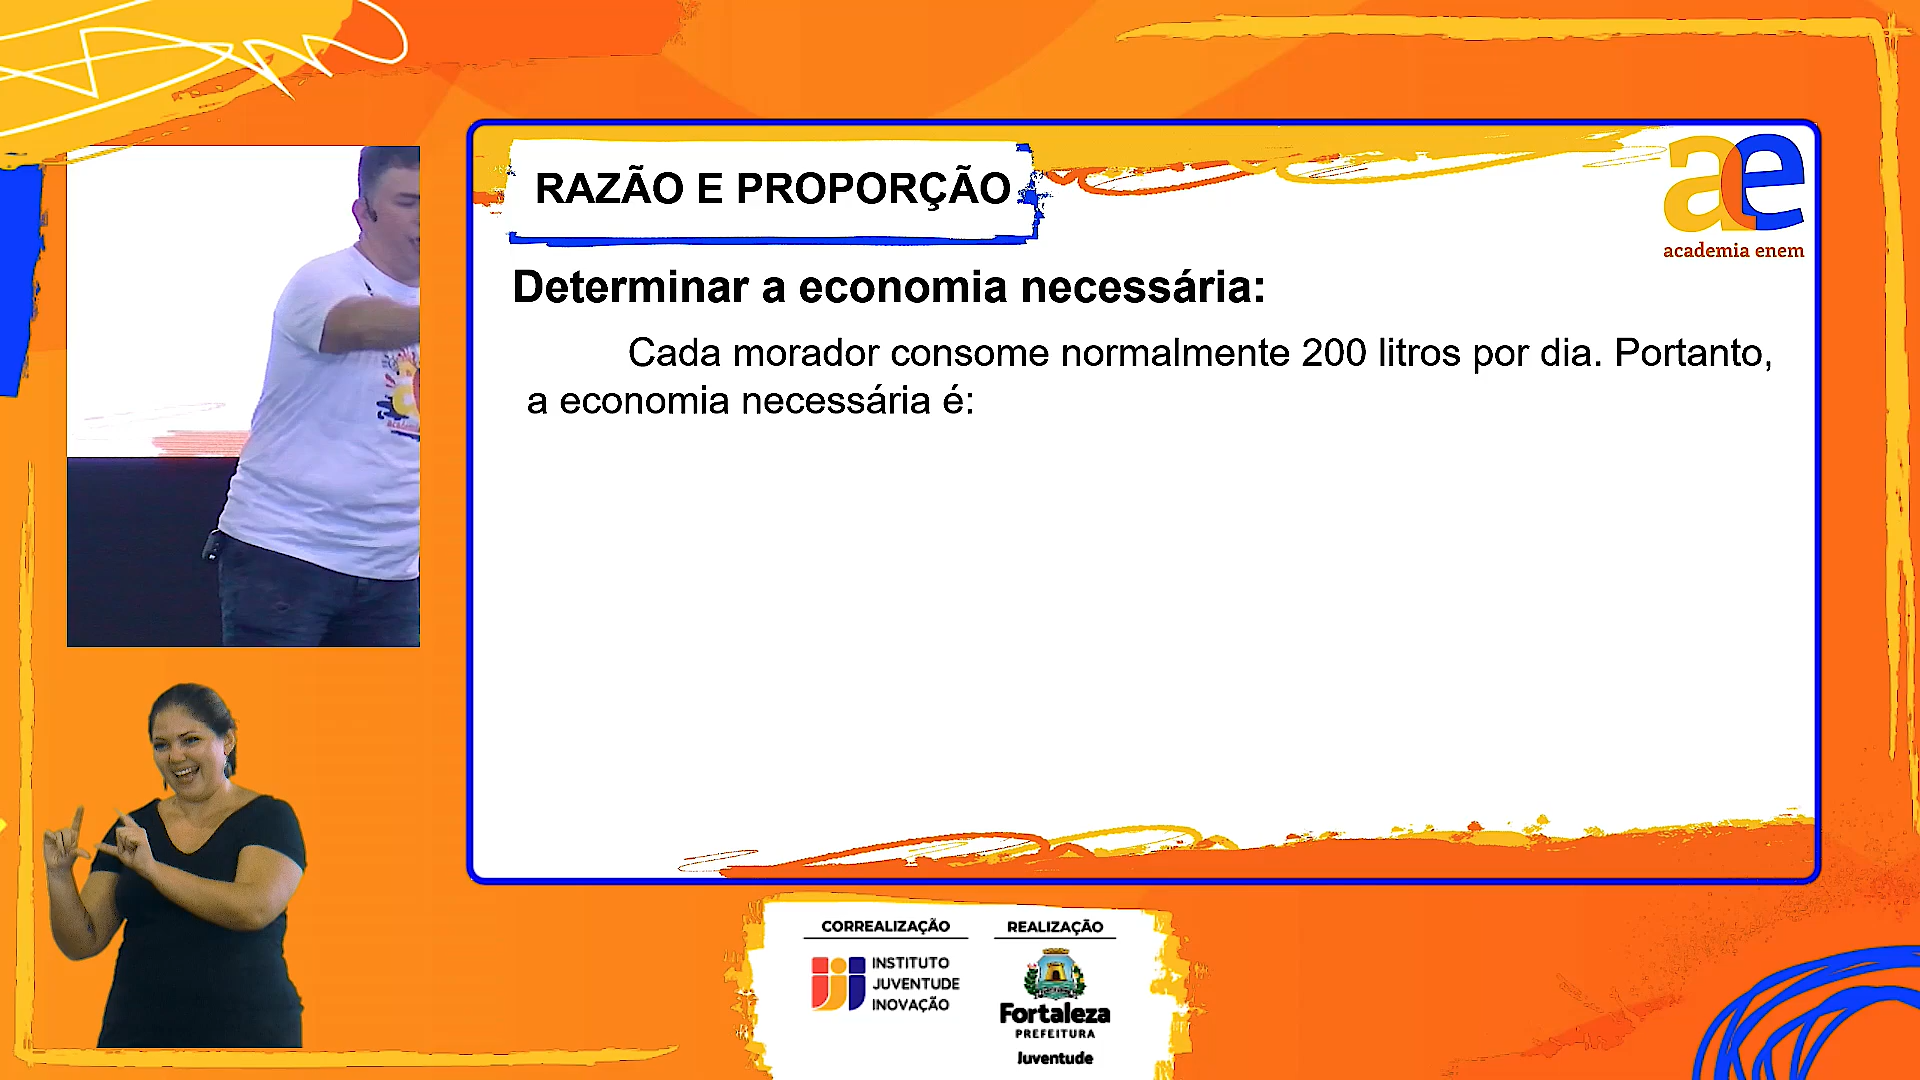 RAZÃO E PROPORÇÃO
ae
academia enem
Determinar a economia necessária:
Cada morador consome normalmente 200 litros por dia. Portanto,
a economia necessária é:
CORREALIZAÇÃO
INSTITUTO
JUVENTUDE
INOVAÇÃO
REALIZAÇÃO
Fortaleza
PREFEITURA
Juventude